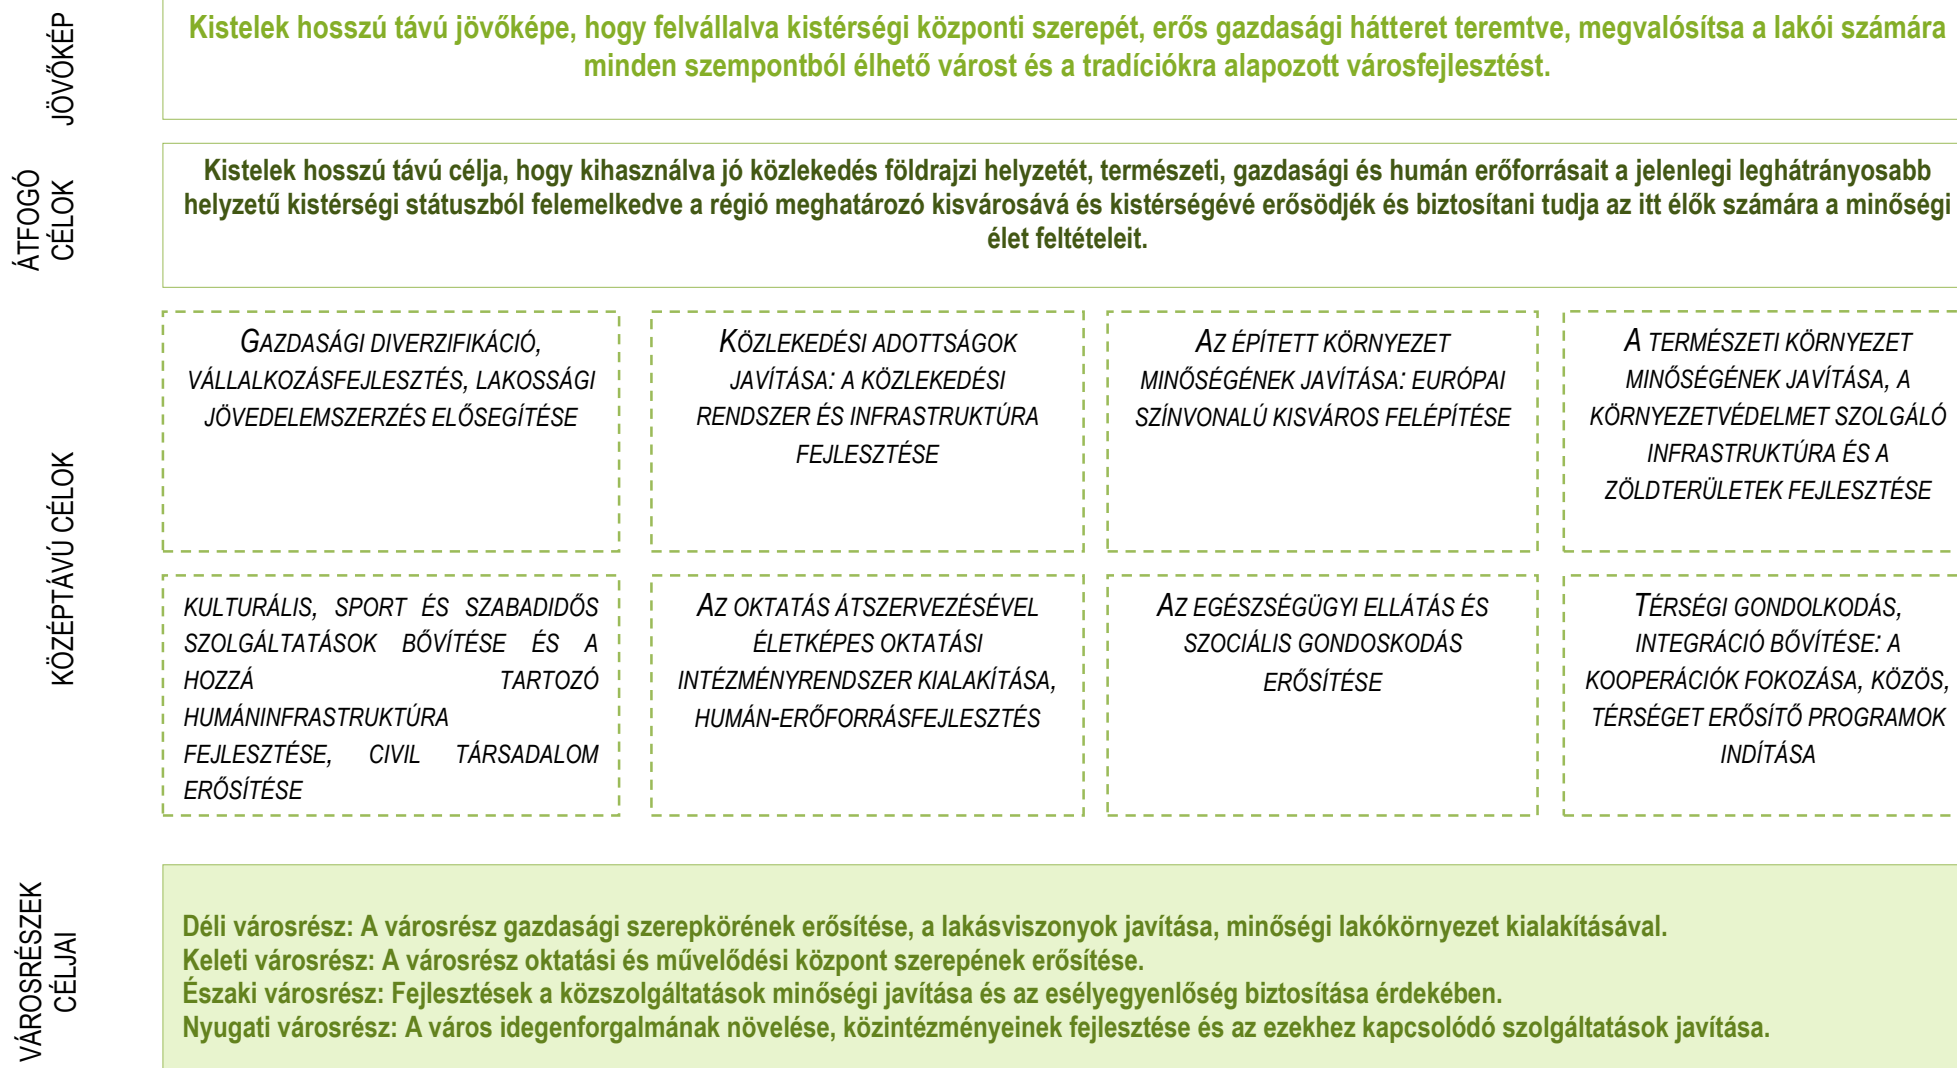 JÖVŐKÉP
Kistelek hosszú távú jövőképe, hogy felvállalva kistérségi központi szerepét, erős gazdasági hátteret teremtve, megvalósítsa a lakói számára
minden szempontból élhető várost és a tradíciókra alapozott városfejlesztést.
ÁTFOGÓ
CÉLOK
Kistelek hosszú távú célja, hogy kihasználva jó közlekedés földrajzi helyzetét, természeti, gazdasági és humán erőforrásait a jelenlegi leghátrányosabb
helyzetű kistérségi státuszból felemelkedve a régió meghatározó kisvárosává és kistérségévé erősödjék és biztosítani tudja az itt élők számára a minőségi
élet feltételeit.
KÖZÉPTÁVÚ CÉLOK
GAZDASÁGI DIVERZIFIKÁCIÓ,
VÁLLALKOZÁSFEJLESZTÉS, LAKOSSÁGI
JÖVEDELEMSZERZÉS ELŐSEGÍTÉSE
KÖZLEKEDÉSI ADOTTSÁGOK
JAVÍTÁSA: A KÖZLEKEDÉSI
RENDSZER ÉS INFRASTRUKTÚRA
FEJLESZTÉSE
AZ ÉPÍTETT KÖRNYEZET
MINŐSÉGÉNEK JAVÍTÁSA: EURÓPAI
SZÍNVONALÚ KISVÁROS FELÉPÍTÉSE
A TERMÉSZETI KÖRNYEZET
MINŐSÉGÉNEK JAVÍTÁSA, A
KÖRNYEZETVÉDELMET SZOLGÁLÓ
INFRASTRUKTÚRA ÉS A
ZÖLDTERÜLETEK FEJLESZTÉSE
KULTURÁLIS, SPORT ÉS SZABADIDŐS
SZOLGÁLTATÁSOK BŐVÍTÉSE ÉS A
HOZZÁ TARTOZÓ
HUMÁNINFRASTRUKTÚRA
FEJLESZTÉSE, CIVIL TÁRSADALOM
ERŐSÍTÉSE
AZ OKTATÁS ÁTSZERVEZÉSÉVEL
ÉLETKÉPES OKTATÁSI
INTÉZMÉNYRENDSZER KIALAKÍTÁSA,
HUMÁN-ERŐFORRÁSFEJLESZTÉS
AZ EGÉSZSÉGÜGYI ELLÁTÁS ÉS
SZOCIÁLIS GONDOSKODÁS
ERŐSÍTÉSE
TÉRSÉGI GONDOLKODÁS,
INTEGRÁCIÓ BŐVÍTÉSE: A
KOOPERÁCIÓK FOKOZÁSA, KÖZÖS,
TÉRSÉGET ERŐSÍTŐ PROGRAMOK
INDÍTÁSA
VÁROSRÉSZEK
CÉLJAI
Déli városrész: A városrész gazdasági szerepkörének erősítése, a lakásviszonyok javítása, minőségi lakókörnyezet kialakításával.
Keleti városrész: A városrész oktatási és művelődési központ szerepének erősítése.
Északi városrész: Fejlesztések a közszolgáltatások minőségi javítása és az esélyegyenlőség biztosítása érdekében.
Nyugati városrész: A város idegenforgalmának növelése, közintézményeinek fejlesztése és az ezekhez kapcsolódó szolgáltatások javítása.